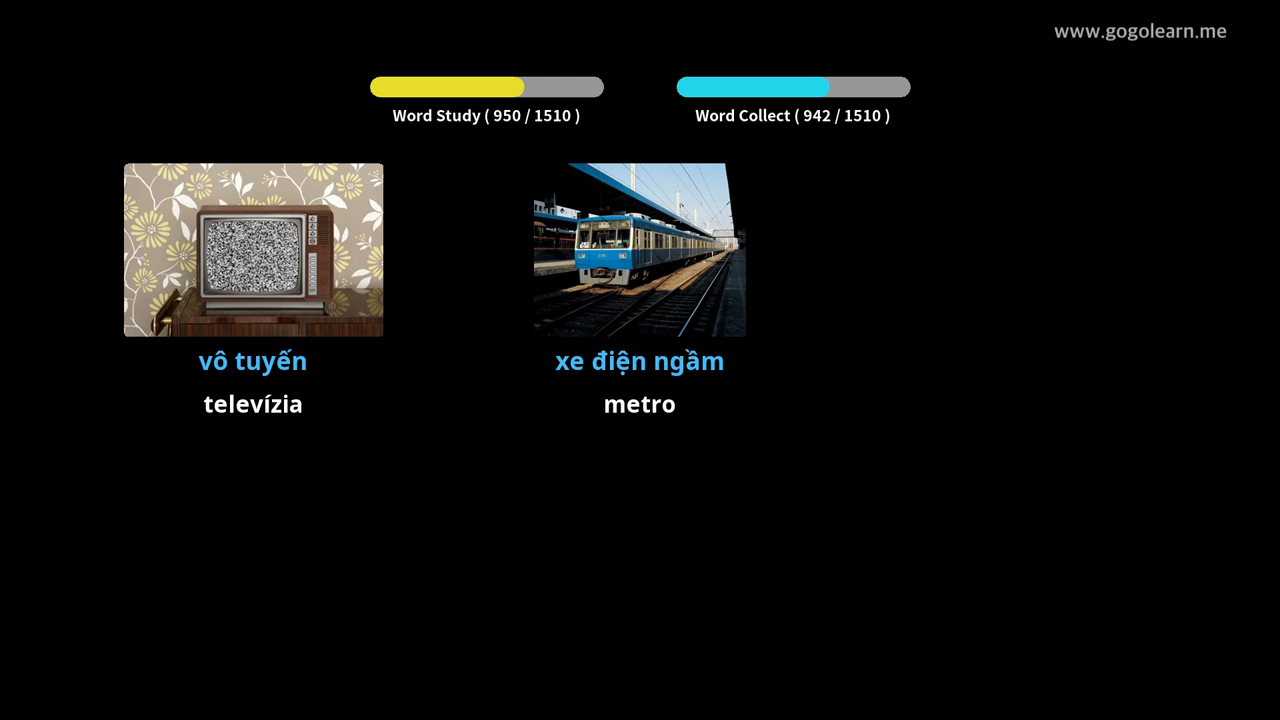 www.gogolearn.me
Word Study ( 950 / 1510 )
Word Collect ( 942 / 1510 )
vô tuyến
televízia
xe điện ngầm
metro